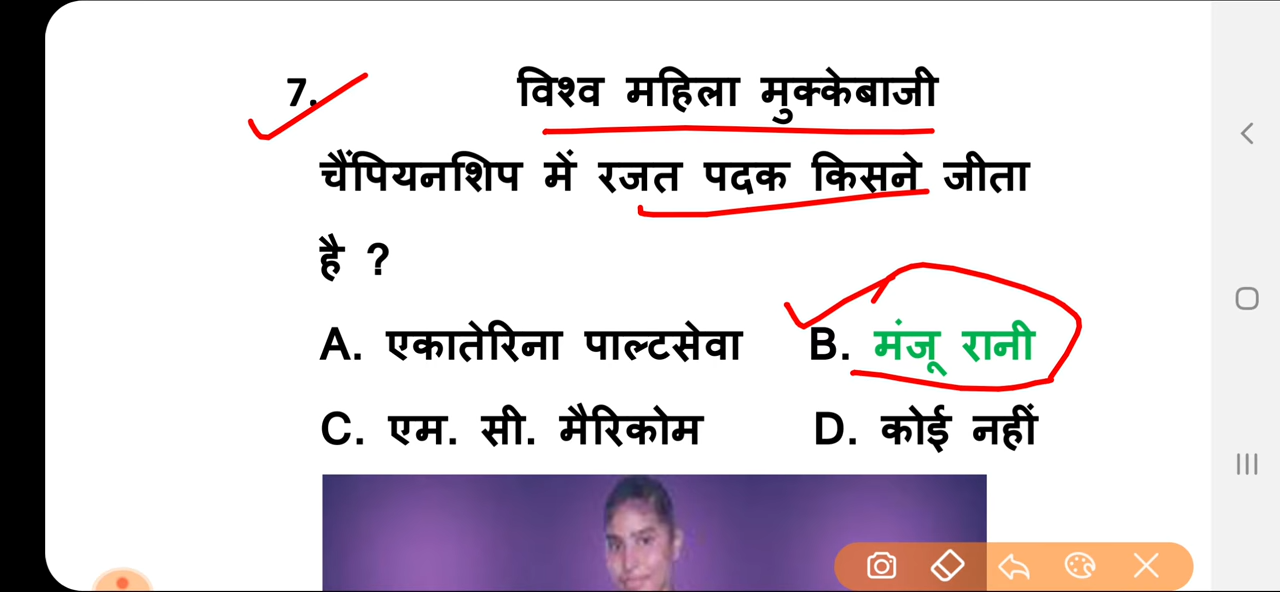 7. विश्व महिला मुक्केबाजी
चैंपियनशिप में रजत पदक किसने जीता
है ?
A. एकातेरिना पाल्टसेवा B. मंजू रानी
C. एम. सी. मैरिकोम D. कोई नहीं